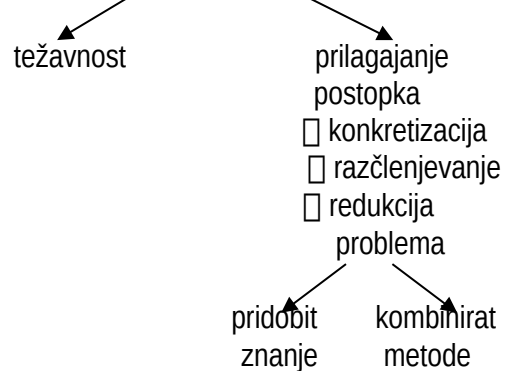 težavnost
prilagajanje
postopka
konkretizacija
razčlenjevanje
redukcija
problema
pridobit
znanje
kombinirat
metode